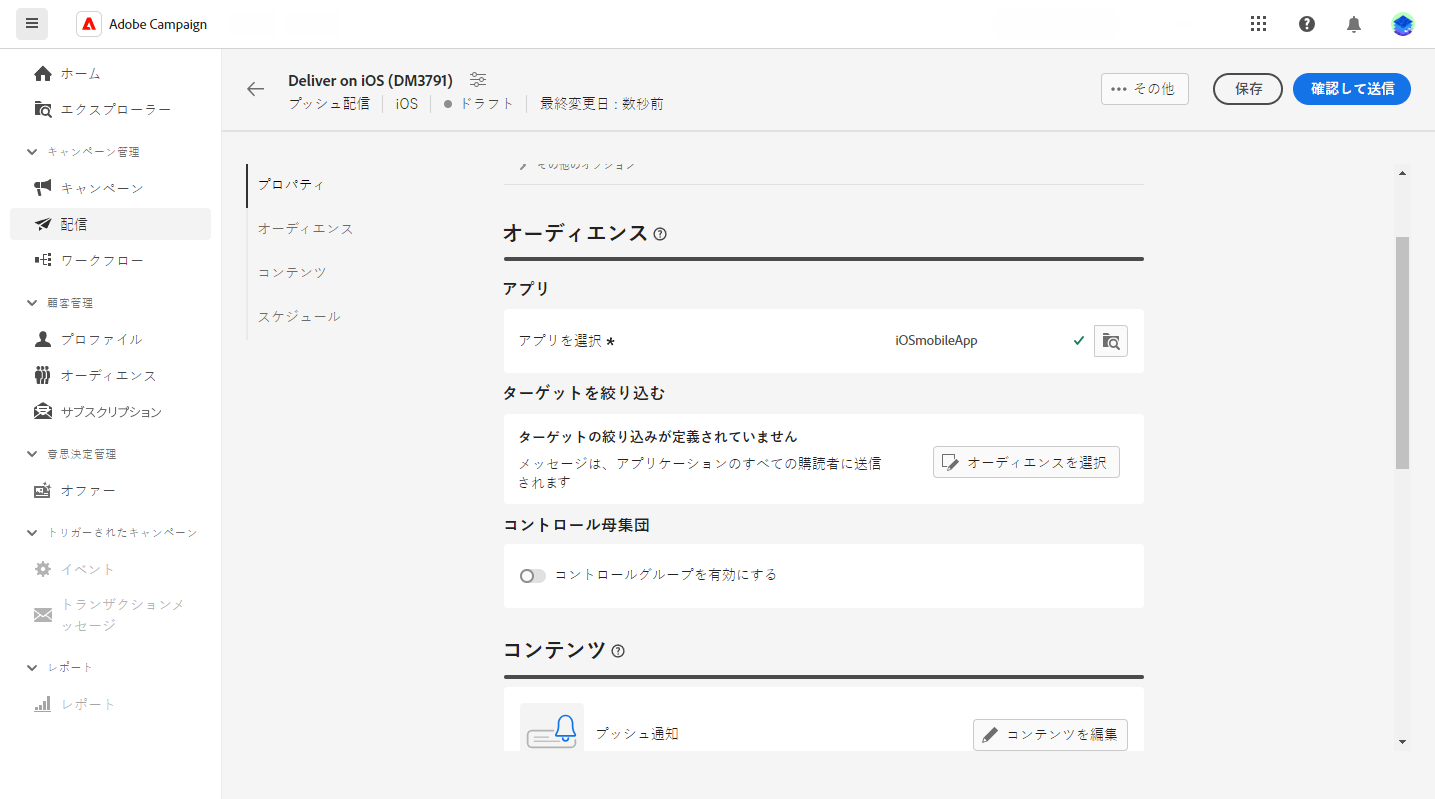 Adobe Campaign
ホーム
エクスプローラー
キャンペーン管理
キャンペーン
配信
ワークフロー
顧客管理
プロファイル
オーディエンス
サブスクリプション
意思決定管理
オファー
トリガーされたキャンペーン
イベント
トランザクションメ
ッセージ
レポート
レポート
Deliver on iOS (DM3791)
プッシュ配信 iOS ドラフト 最終変更日 : 数秒前
その他
保存
確認して送信
プロパティ
オーディエンス
コンテンツ
スケジュール
その他のオプション
オーディエンス
アプリ
アプリを選択 * iOSmobileApp
ターゲットを絞り込む
ターゲットの絞り込みが定義されていません
メッセージは、アプリケーションのすべての購読者に送信
されます
オーディエンスを選択
コントロール母集団
コントロールグループを有効にする
コンテンツ
プッシュ通知
コンテンツを編集